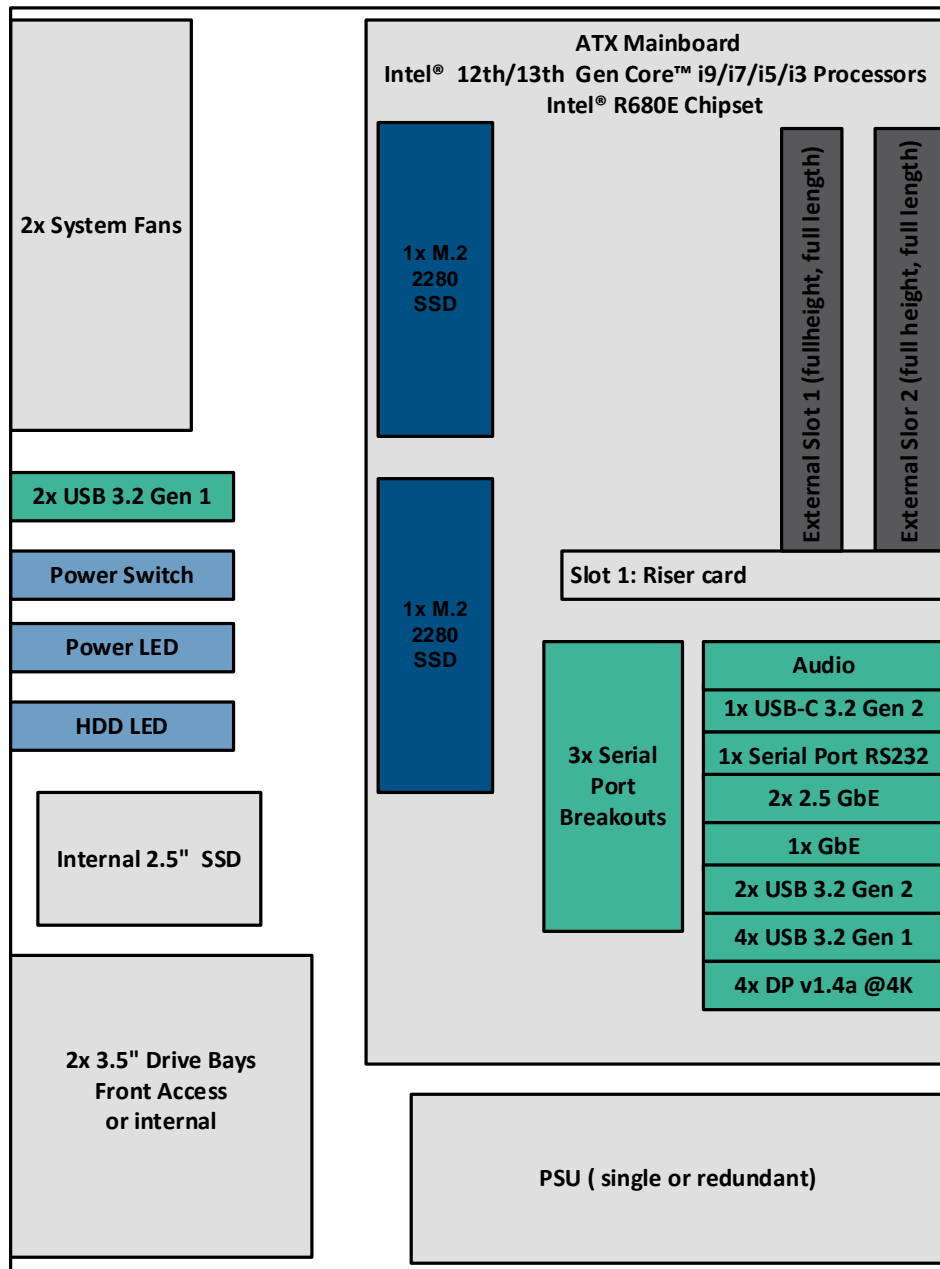 ATX Mainboard
Intel® 12th/13th Gen Core™ i9/i7/i5/i3 Processors
Intel® R680E Chipset
2x System Fans
1x M.2
2280
SSD
External Slot 1 (fullheight, full length)
External Slor 2 (full height, full length)
2x USB 3.2 Gen 1
Power Switch
Power LED
HDD LED
1x M.2
2280
SSD
Slot 1: Riser card
3x Serial
Port
Breakouts
Audio
1x USB-C 3.2 Gen 2
1x Serial Port RS232
2x 2.5 GbE
1x GbE
2x USB 3.2 Gen 2
4x USB 3.2 Gen 1
4x DP v1.4a @4K
Internal 2.5" SSD
2x 3.5" Drive Bays
Front Access
or internal
PSU ( single or redundant)